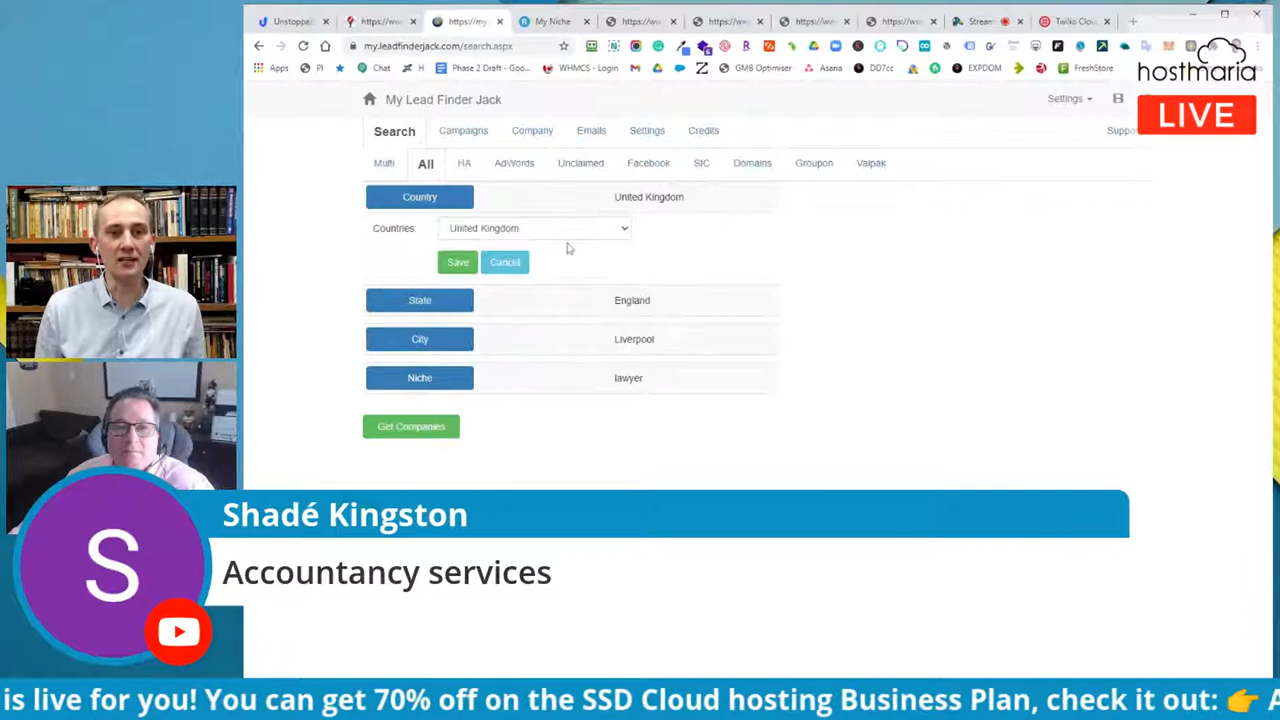 Unstoppa
https://ww
https://my
My Niche
https://ww
https://ww
https://ww
https://ww
Stream
Twilio Clou
my.leadfinderjack.com/search.aspx
Apps
PI
Chat
H
Phase 2 Draft - Goo...
WHMCS - Login
GMB Optimiser
Asana
DD7cc
EXPDOM
FreshStore
hostmaria
LIVE
My Lead Finder Jack
Settings
Search Campaigns Company Emails Settings Credits
Suppo
Multi All HA AdWords Unclaimed Facebook SIC Domains Groupon Valpak
Country United Kingdom
Countries: United Kingdom
Save Cancel
State England
City Liverpool
Niche lawyer
Get Companies
Shadé Kingston
S
Accountancy services
is live for you! You can get 70% off on the SSD Cloud hosting Business Plan, check it out: 👉 A